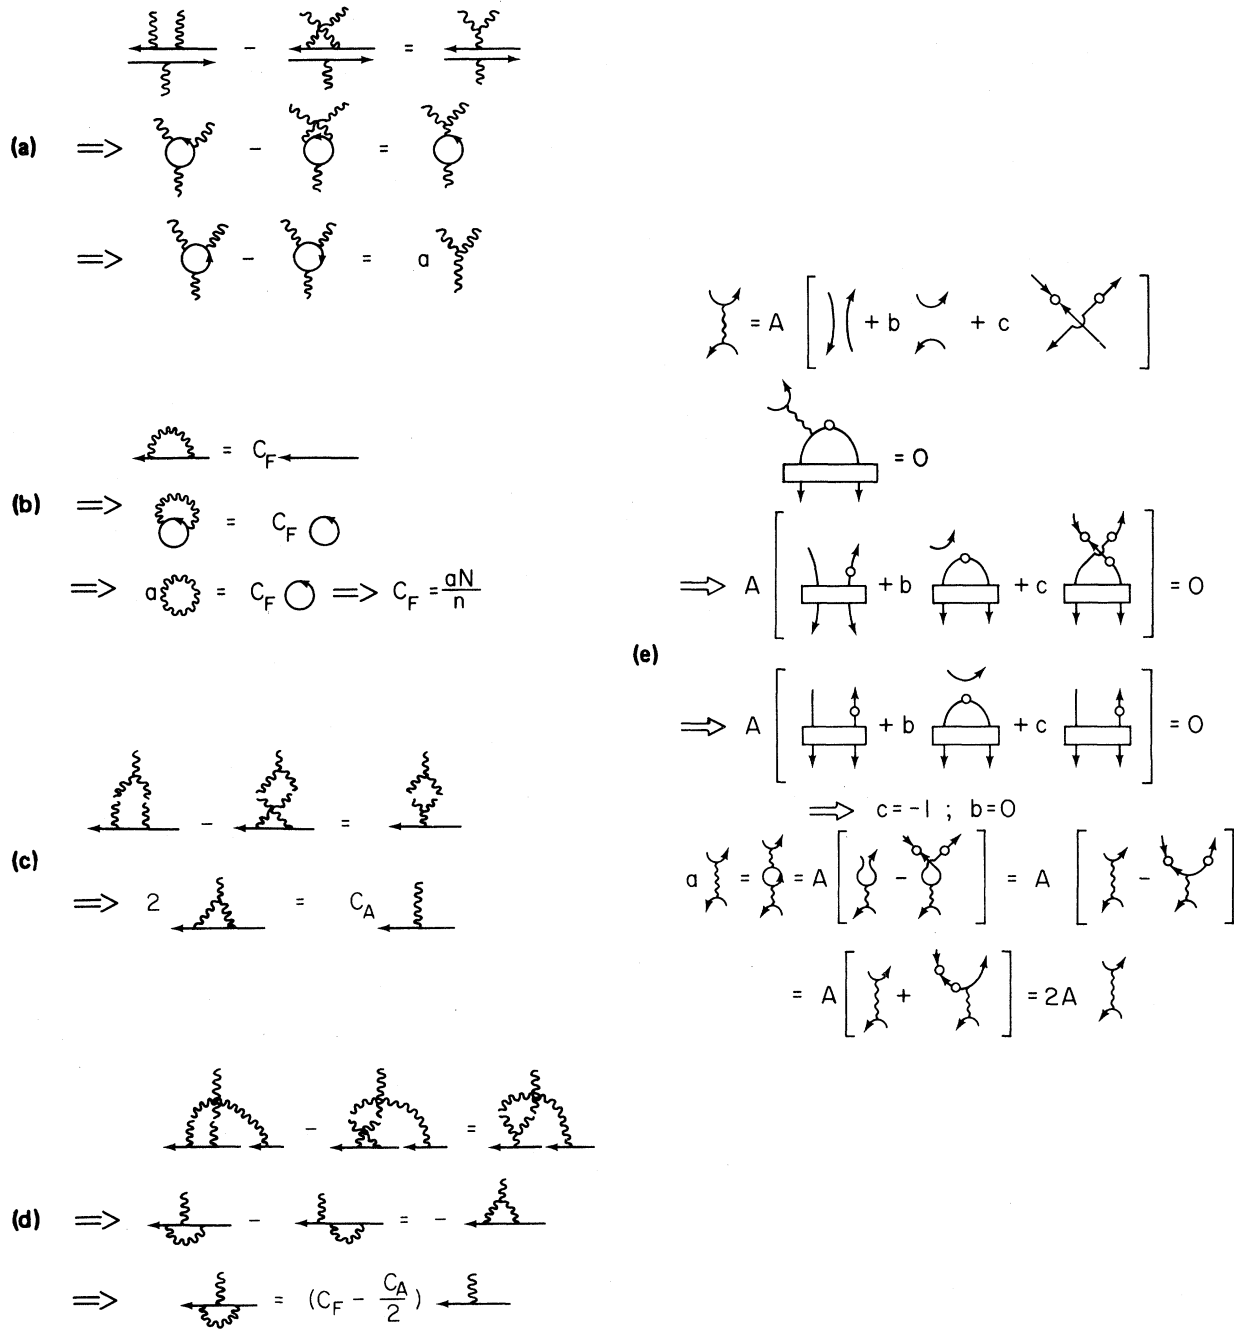 - =
(a) ⇒ - =
⇒ - = a
(b) = C_F
⇒ = C_F
⇒ a = C_F ⇒ C_F = aN/n
(c) - =
⇒ 2 = C_A
(d) - =
⇒ - = -
⇒ = (C_F - C_A/2)
(e) = A [ + b + c ]
= 0
⇒ A [ + b + c ] = 0
⇒ A [ + b + c ] = 0
⇒ c = -1 ; b = 0
a = = A [ - ] = A [ - ]
= A [ + ] = 2A